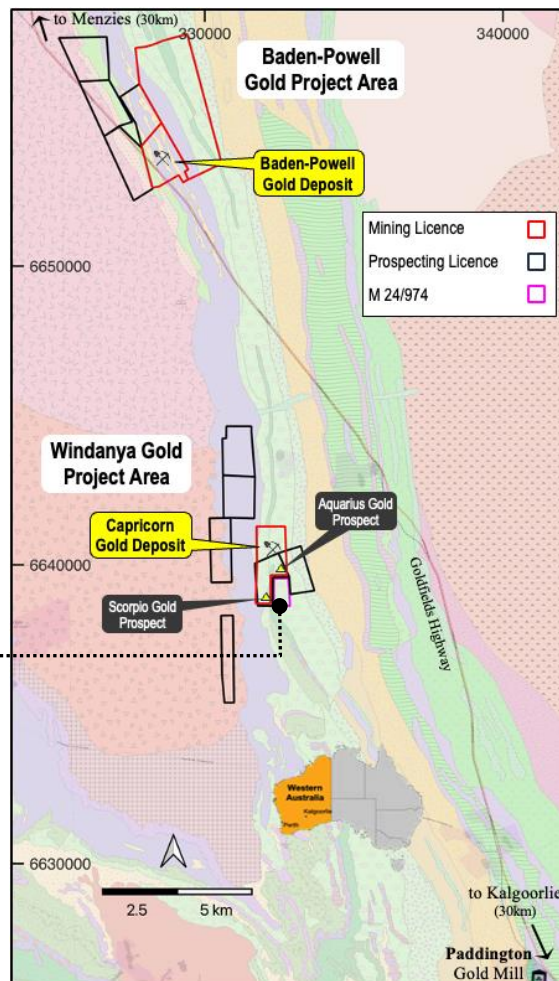 to Menzies (30km)
330000
340000
Baden-Powell
Gold Project Area
Baden-Powell
Gold Deposit
Mining Licence
Prospecting Licence
M 24/974
6650000
Windanya Gold
Project Area
Aquarius Gold
Prospect
Capricorn
Gold Deposit
6640000
Scorpio Gold
Prospect
Goldfields Highway
Western
Australia
Kalgoorlie
Perth
6630000
2.5
5 km
to Kalgoorlie
(30km)
Paddington
Gold Mill